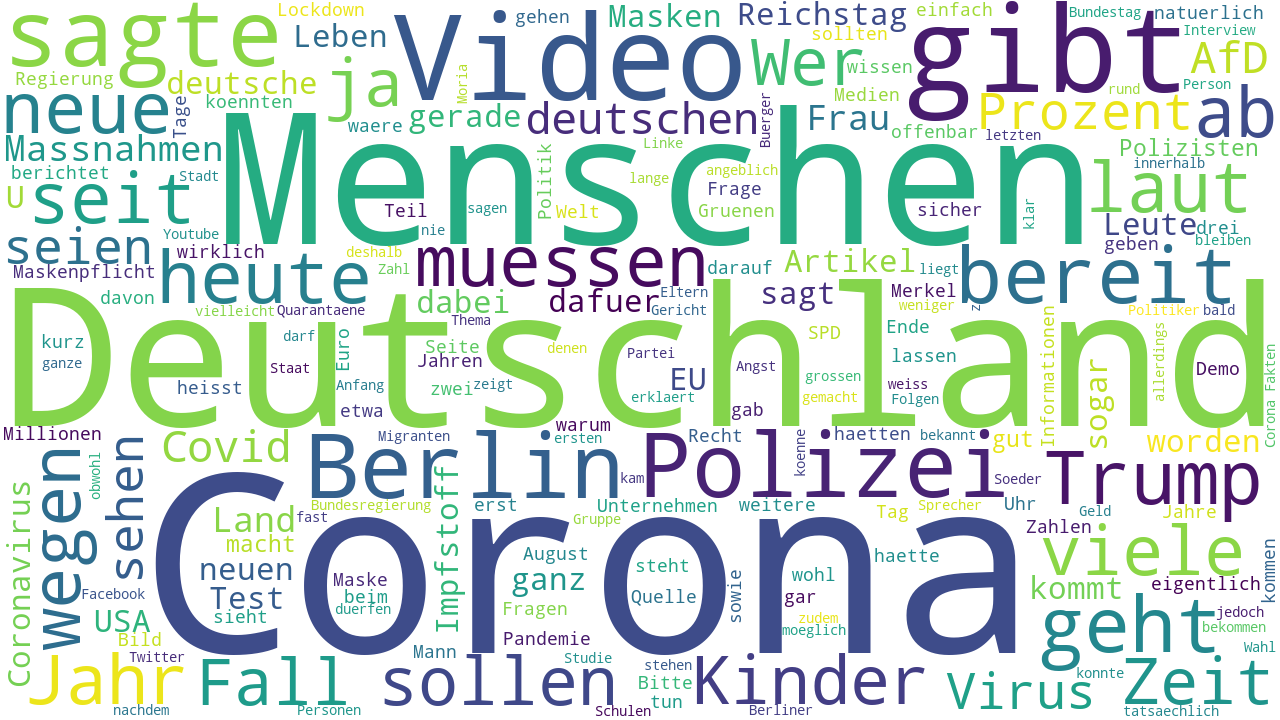 sagte
Lockdown
Leben
Video
gehen
Masken
Reichstag
einfach
gibt
Bundestag
natuerlich
Interview
Regierung
deutsche
ja
Moria
sollten
Wer
wissen
AfD
Medien
Person
rund
neue
Tage
koennten
waere
gerade
deutschen
Buerger
Frau
offenbar
Prozent
letzten
ab
Massnahmen
berichtet
Stadt
Menschen
Politik
Linke
angeblich
lange
Frage
Polizisten
innerhalb
U
seit
Teil
sagen
nie
Welt
Gruenen
sicher
klar
laut
Youtube
seien
wirklich
deshalb
Zahl
muessen
darauf
Artikel
liegt
Leute
drei
geben
bleiben
Maskenpflicht
heute
davon
dabei
dafuer
Eltern
Gericht
sagt
Merkel
weniger
bereit
z
vielleicht
Quarantaene
Thema
Politiker
bald
Deutschland
kurz
ganze
darf
Staat
Euro
Seite
Jahren
denen
Partei
SPD
Ende
lassen
Informationen
allerdings
Demo
Corona Fakten
heisst
Anfang
zwei
zeigt
EU
Angst
grossen
weiss
sogar
etwa
erklaert
gab
gemacht
Folgen
Millionen
Covid
Berlin
Migranten
ersten
warum
Polizei
Recht
koenne
haetten
bekannt
gut
worden
wegen
obwohl
sehen
kam
Soeder
Trump
Coronavirus
Land
fast
Bundesregierung
Impfstoff
erst
Gruppe
Unternehmen
weitere
Tag
Sprecher
Uhr
Geld
Jahre
Zahlen
macht
Corona
August
viele
kommen
neuen
Maske
ganz
steht
sowie
wohl
haette
kommt
eigentlich
Facebook
Test
beim
Quelle
gar
USA
sieht
duerfen
Fragen
zudem
moeglich
geht
jedoch
bekommen
Bild
Pandemie
Twitter
Mann
Studie
stehen
konnte
Wahl
Jahr
Fall
sollen
Bitte
Kinder
Virus
Zeit
tun
nachdem
Personen
Schulen
Berliner
tatsaechlich